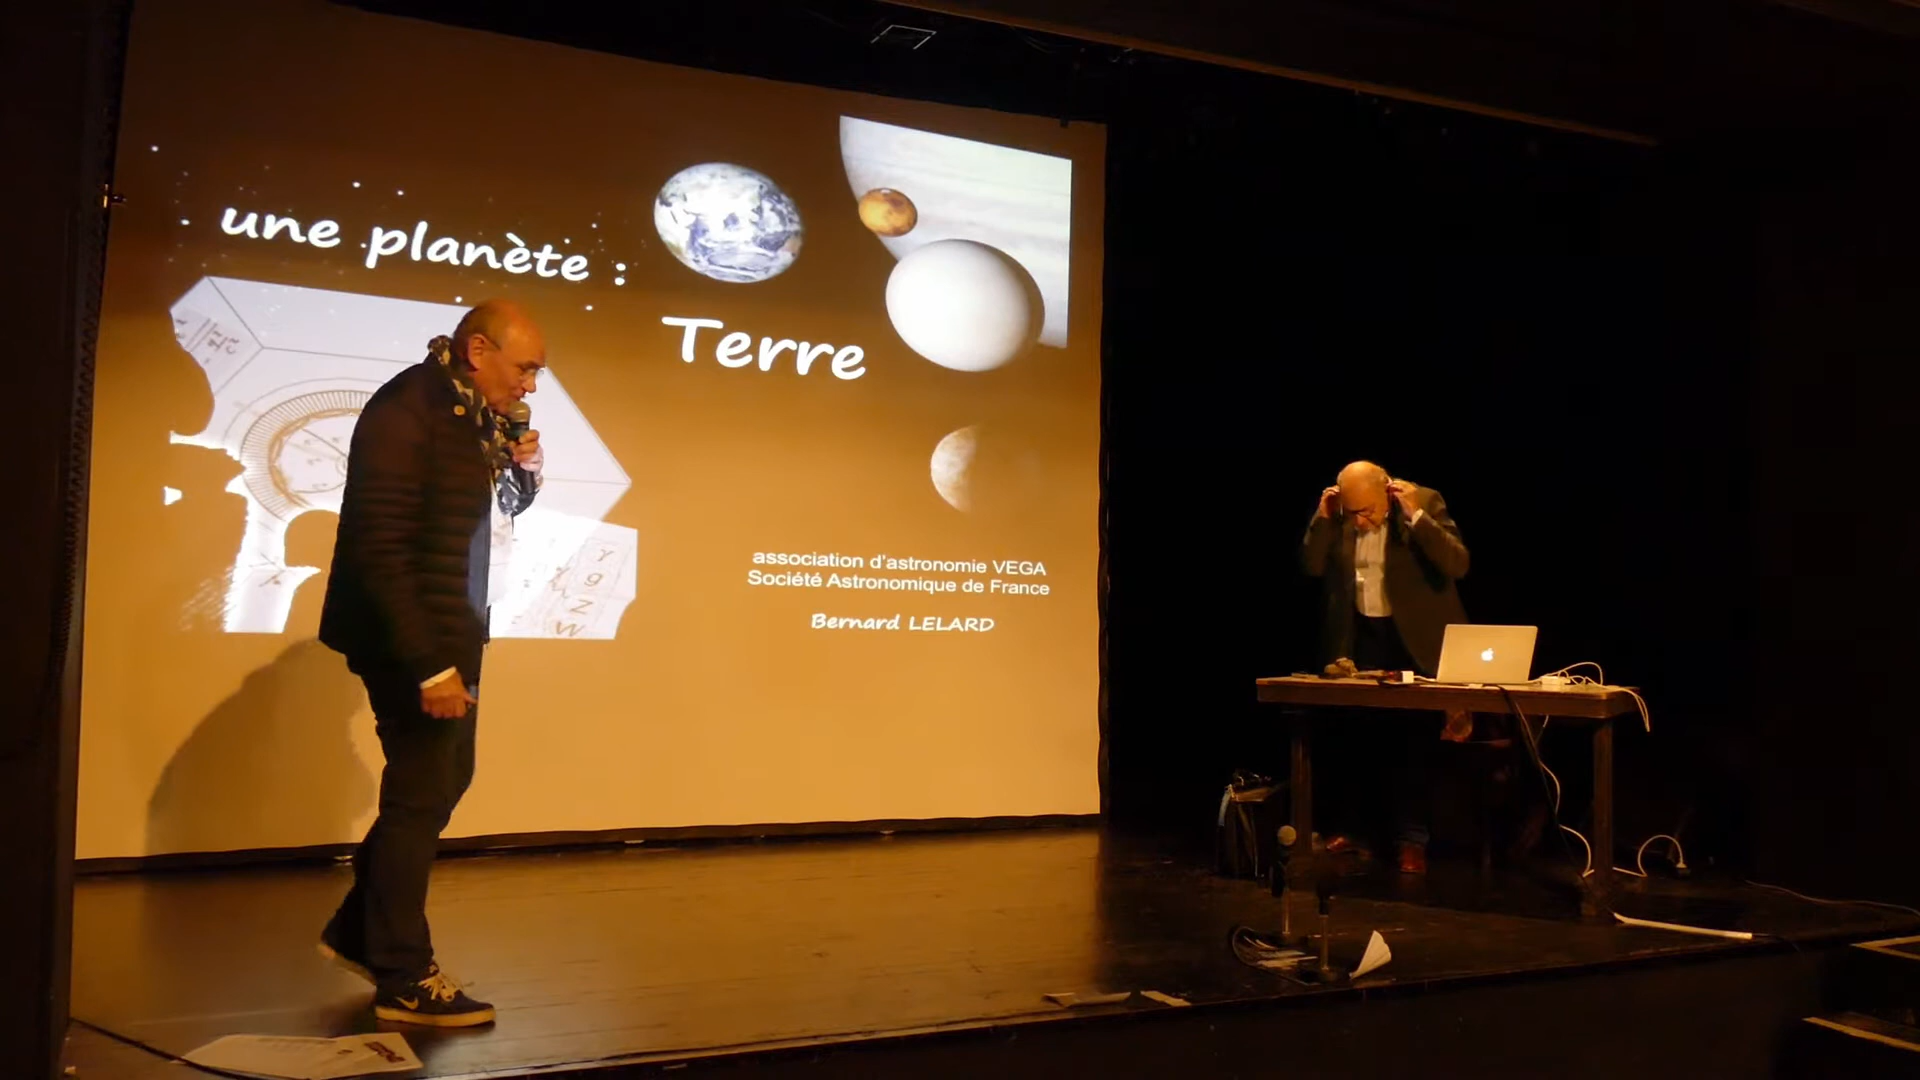 une planète :
Terre
association d'astronomie VEGA
Société Astronomique de France
Bernard LELARD
γ
g
Z
W